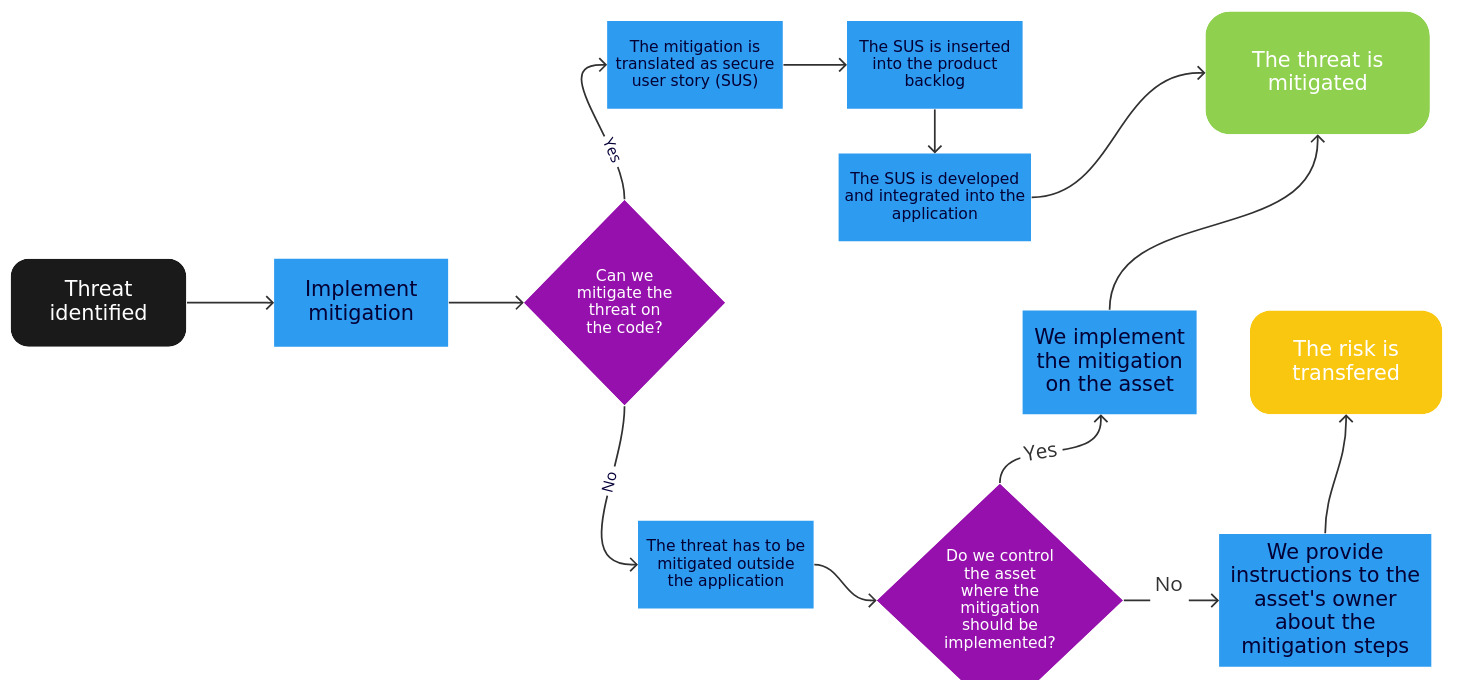 Threat
identified
Implement
mitigation
Can we
mitigate the
threat on
the code?
Yes
The mitigation is
translated as secure
user story (SUS)
The SUS is inserted
into the product
backlog
The SUS is developed
and integrated into the
application
The threat is
mitigated
No
The threat has to be
mitigated outside
the application
Do we control
the asset
where the
mitigation
should be
implemented?
Yes
We implement
the mitigation
on the asset
No
We provide
instructions to the
asset's owner
about the
mitigation steps
The risk is
transfered